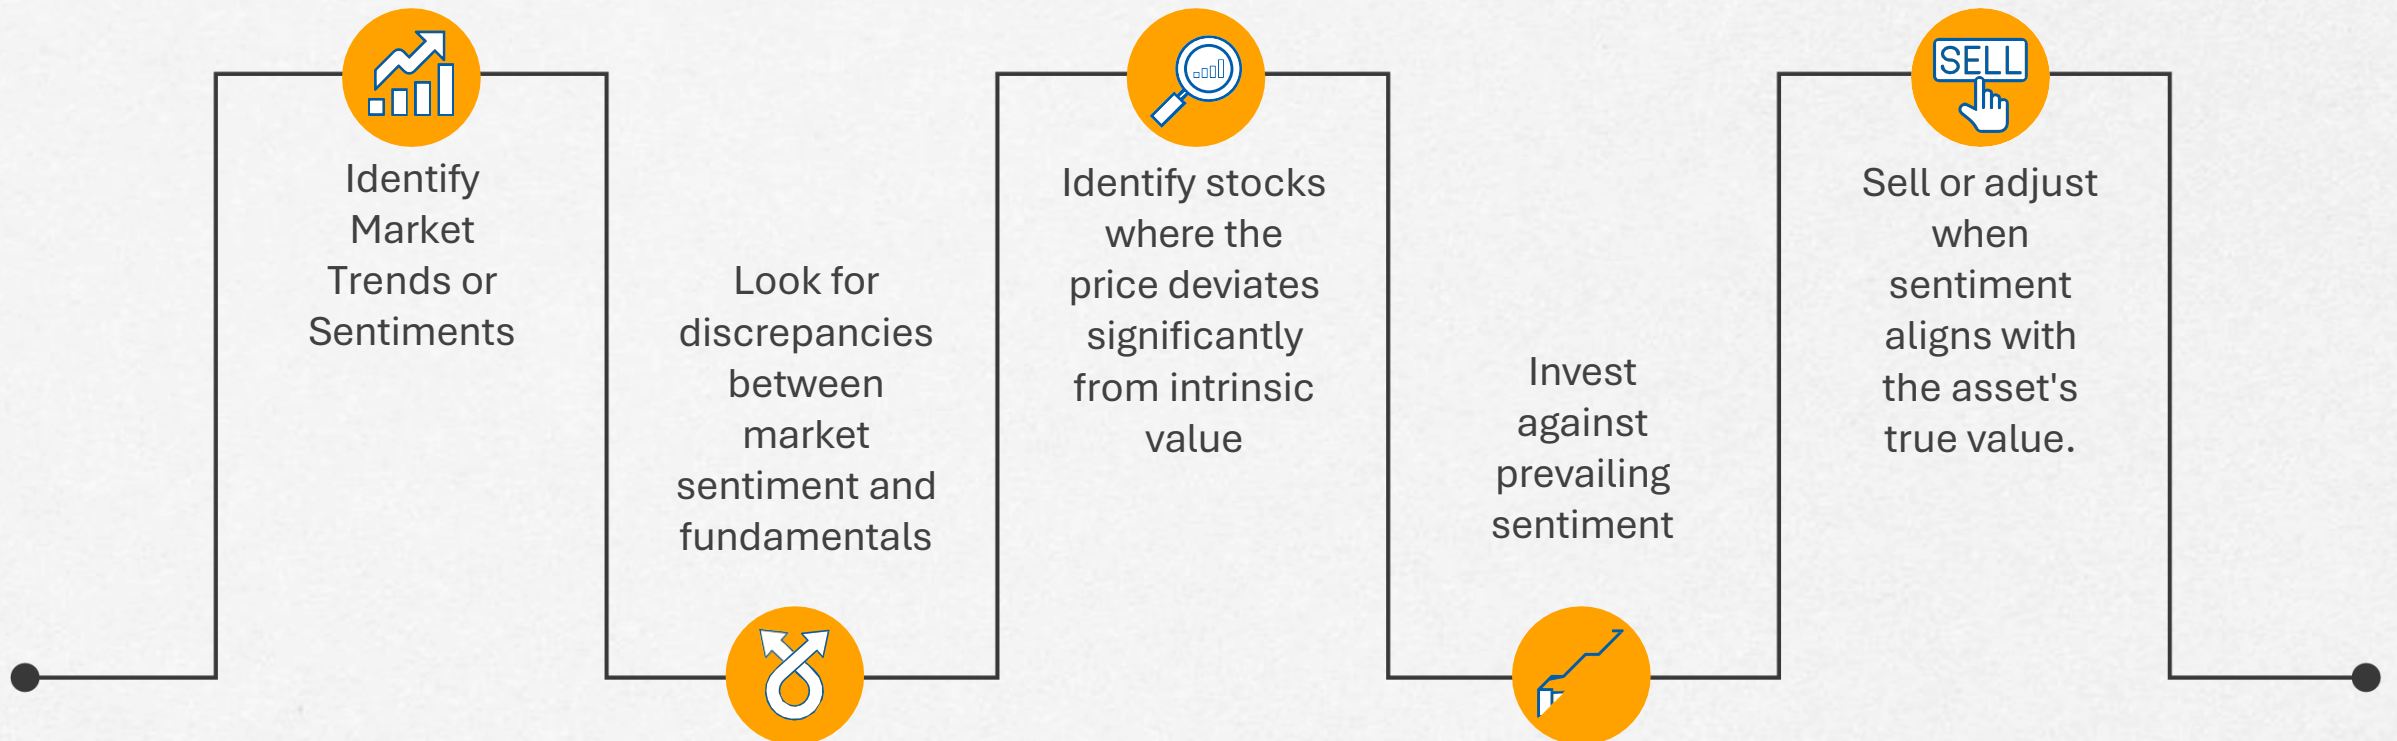 Identify
Market
Trends or
Sentiments
Look for
discrepancies
between
market
sentiment and
fundamentals
Identify stocks
where the
price deviates
significantly
from intrinsic
value
Invest
against
prevailing
sentiment
SELL
Sell or adjust
when
sentiment
aligns with
the asset's
true value.